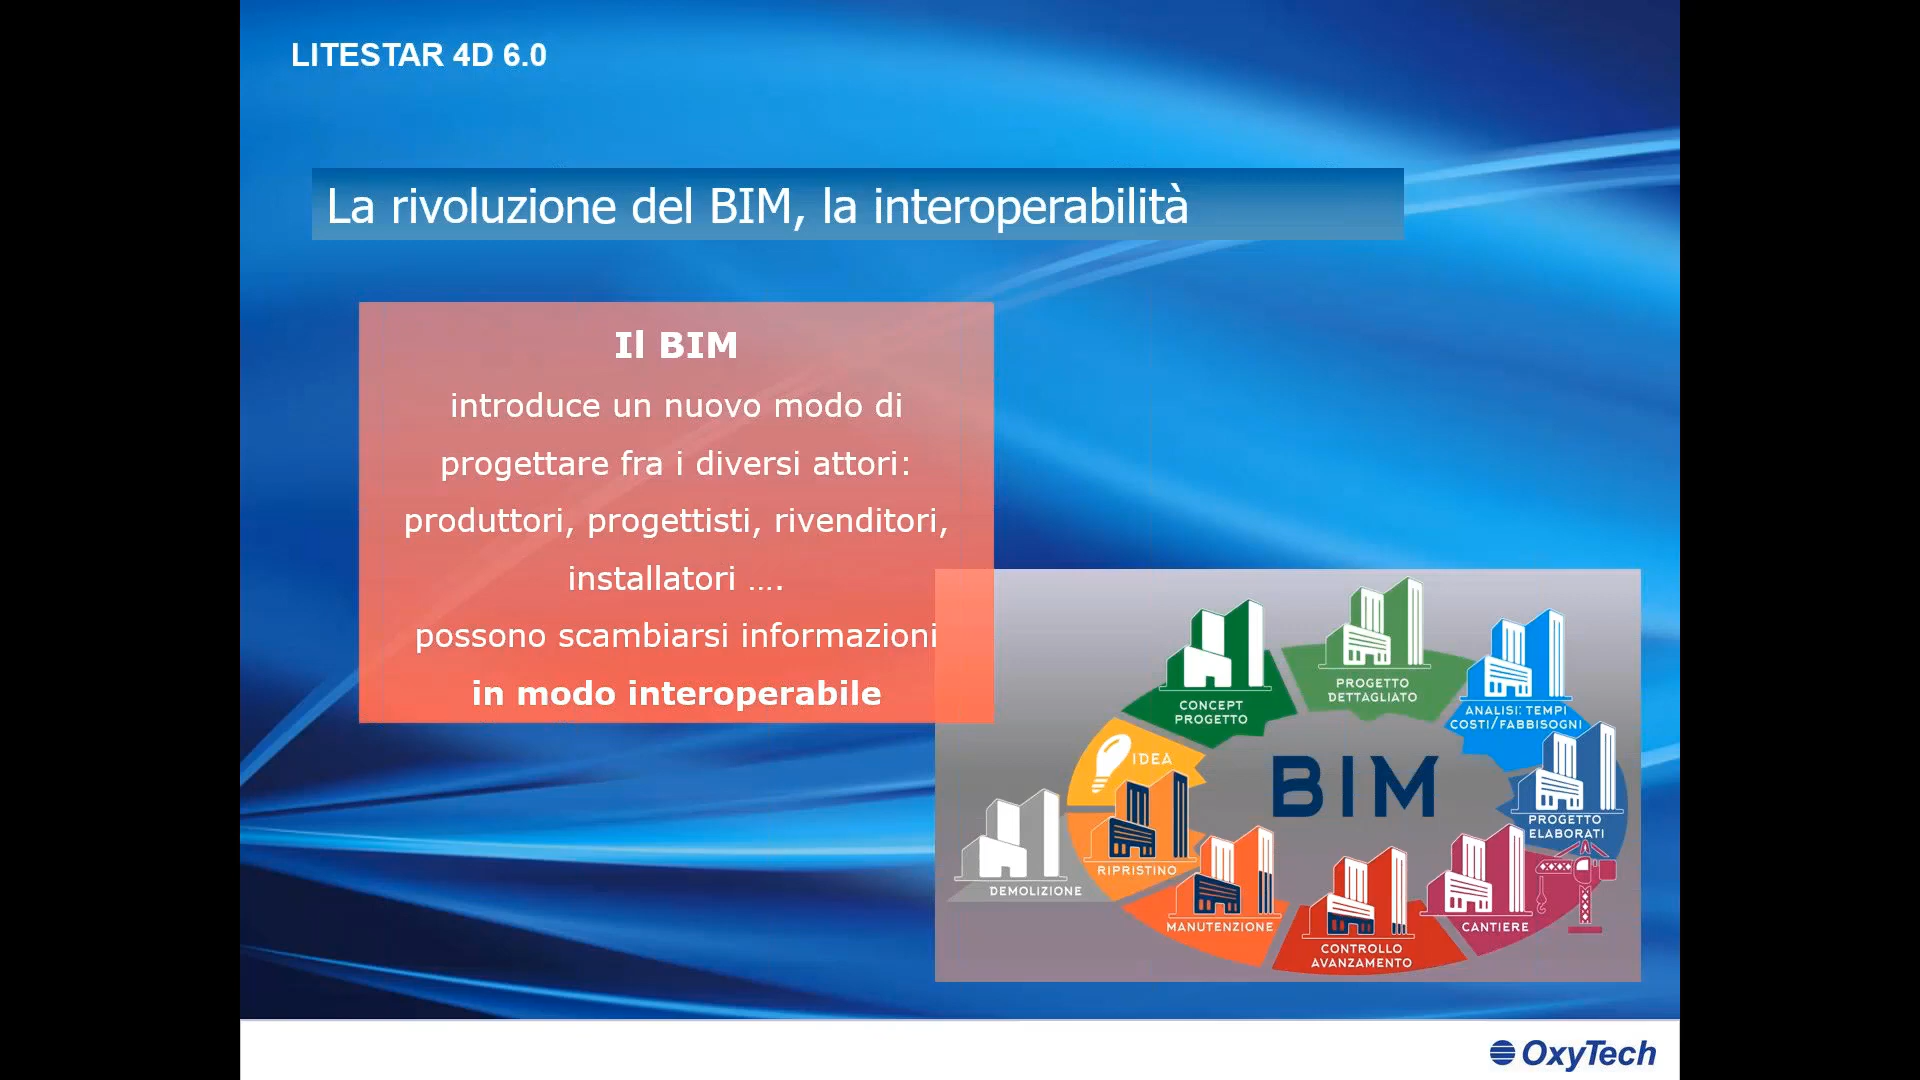 LITESTAR 4D 6.0
La rivoluzione del BIM, la interoperabilità
Il BIM
introduce un nuovo modo di
progettare fra i diversi attori:
produttori, progettisti, rivenditori,
installatori ....
possono scambiarsi informazioni
in modo interoperabile
PROGETTO
DETTAGLIATO
CONCEPT
PROGETTO
ANALISI: TEMPI
COSTI/FABBISOGNI
IDEA
BIM
PROGETTO
ELABORATI
RIPRISTINO
DEMOLIZIONE
MANUTENZIONE
CANTIERE
CONTROLLO
AVANZAMENTO
OxyTech